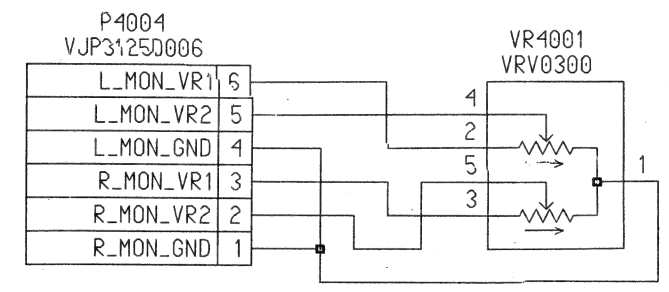 P4004
VJP3125D006
L_MON_VR1 6
L_MON_VR2 5
L_MON_GND 4
R_MON_VR1 3
R_MON_VR2 2
R_MON_GND 1
VR4001
VRV0300
4
2
5
3
1